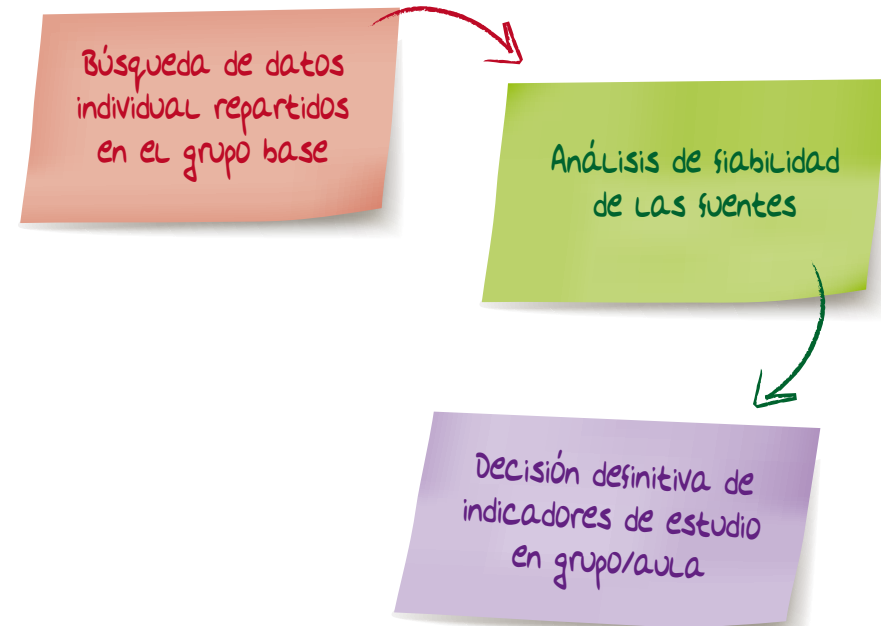 Búsqueda de datos
individual repartidos
en el grupo base
Análisis de fiabilidad
de las fuentes
Decisión definitiva de
indicadores de estudio
en grupo/aula